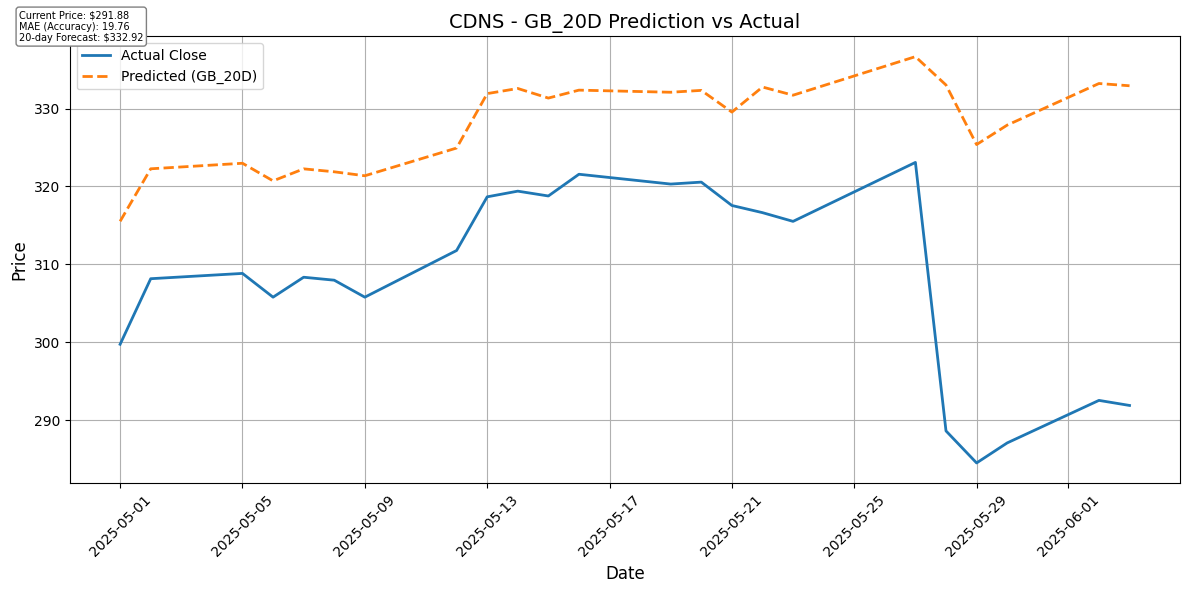 CDNS - GB_20D Prediction vs Actual
Current Price: $291.88
MAE (Accuracy): 19.76
20-day Forecast: $332.92
Actual Close
Predicted (GB_20D)
Price
330
320
310
300
290
2025-05-01
2025-05-05
2025-05-09
2025-05-13
2025-05-17
2025-05-21
2025-05-25
2025-05-29
2025-06-01
Date